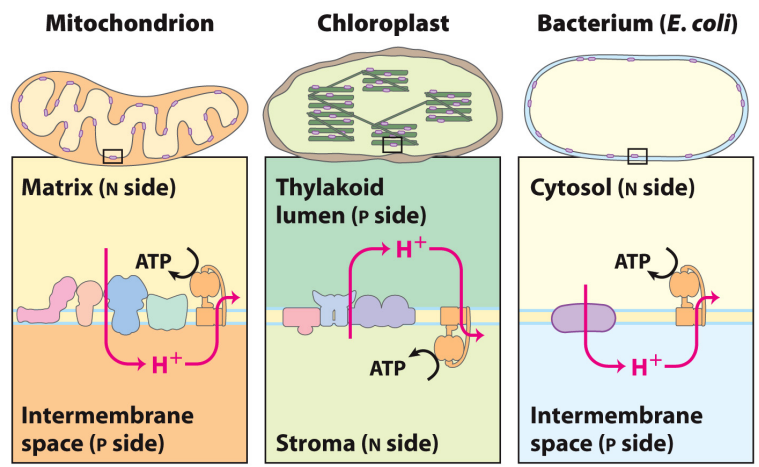 Mitochondrion
Chloroplast
Bacterium (E. coli)
Matrix (N side)
ATP
H+
Intermembrane
space (P side)
Thylakoid
lumen (P side)
H+
ATP
Stroma (N side)
Cytosol (N side)
ATP
H+
Intermembrane
space (P side)